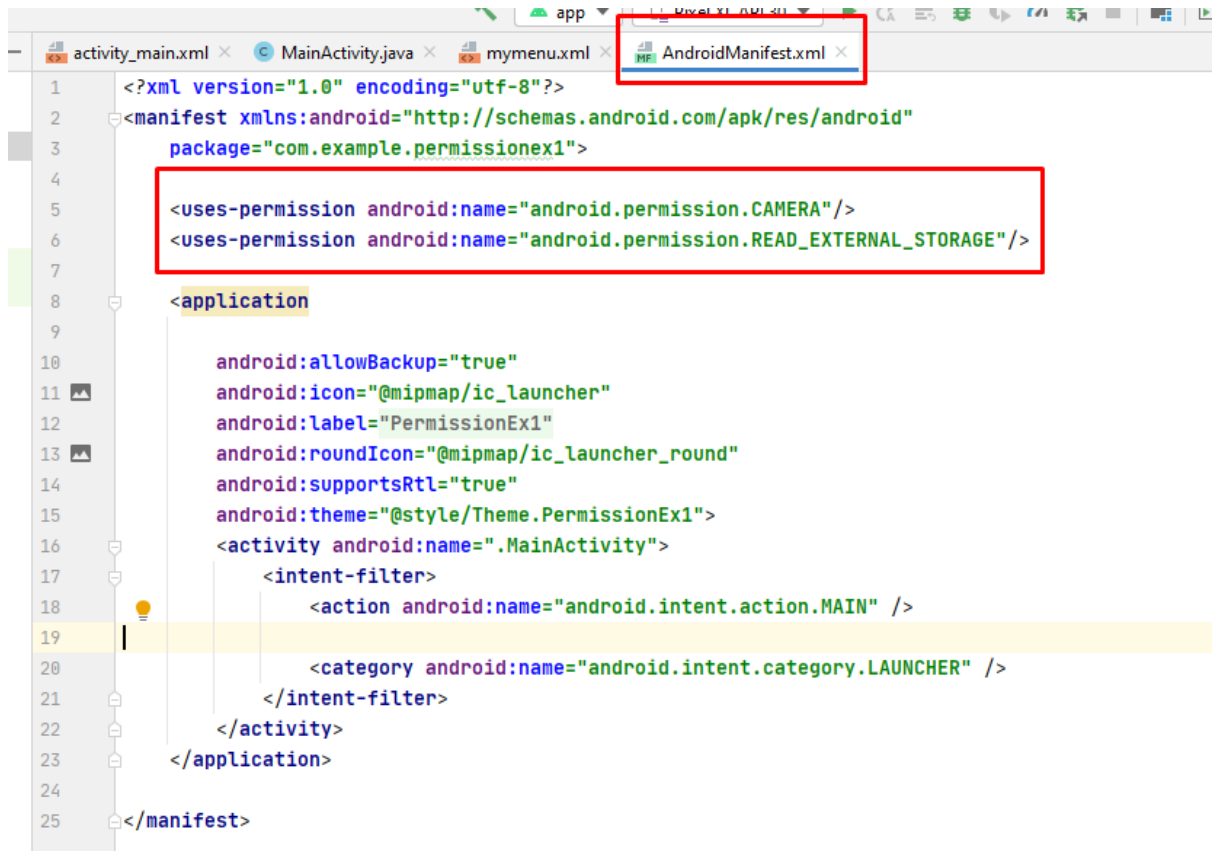 app Pixel XL API 30
activity_main.xml MainActivity.java mymenu.xml AndroidManifest.xml
1 <?xml version="1.0" encoding="utf-8"?>
2 <manifest xmlns:android="http://schemas.android.com/apk/res/android"
3 package="com.example.permissionex1">
4
5 <uses-permission android:name="android.permission.CAMERA"/>
6 <uses-permission android:name="android.permission.READ_EXTERNAL_STORAGE"/>
7
8 <application
9
10 android:allowBackup="true"
11 android:icon="@mipmap/ic_launcher"
12 android:label="PermissionEx1"
13 android:roundIcon="@mipmap/ic_launcher_round"
14 android:supportsRtl="true"
15 android:theme="@style/Theme.PermissionEx1">
16 <activity android:name=".MainActivity">
17 <intent-filter>
18 <action android:name="android.intent.action.MAIN" />
19
20 <category android:name="android.intent.category.LAUNCHER" />
21 </intent-filter>
22 </activity>
23 </application>
24
25 </manifest>